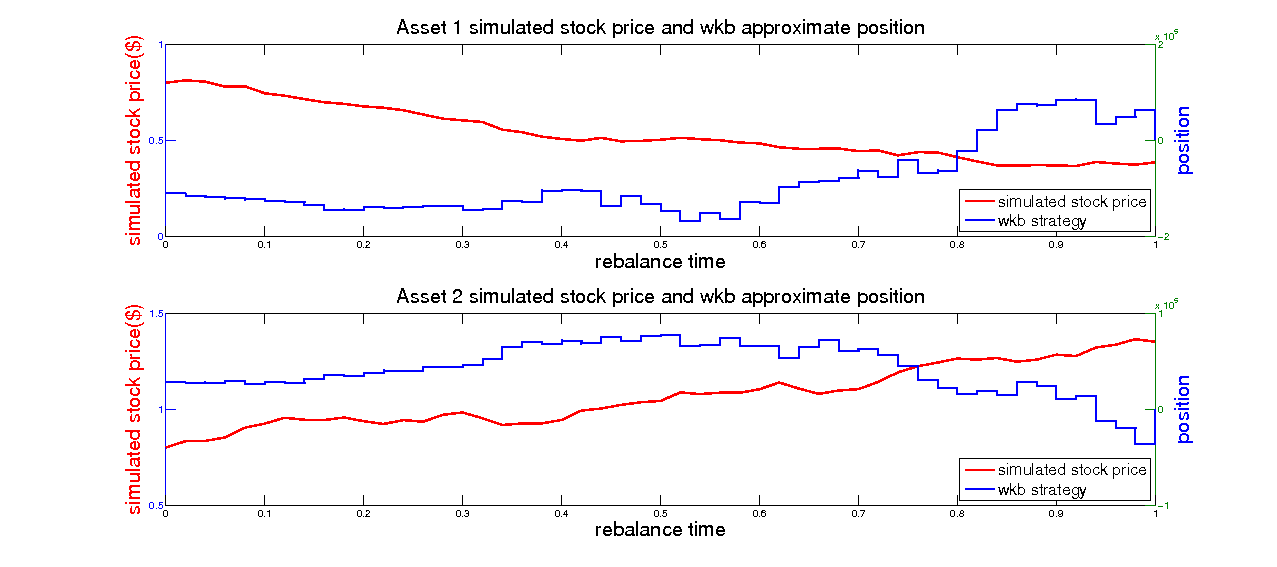 Asset 1 simulated stock price and wkb approximate position
simulated stock price($)
1
0.5
0
x 10^5
2
0
-2
position
simulated stock price
wkb strategy
0 0.1 0.2 0.3 0.4 0.5 0.6 0.7 0.8 0.9 1
rebalance time
Asset 2 simulated stock price and wkb approximate position
simulated stock price($)
1.5
1
0.5
x 10^5
1
0
-1
position
simulated stock price
wkb strategy
0 0.1 0.2 0.3 0.4 0.5 0.6 0.7 0.8 0.9 1
rebalance time